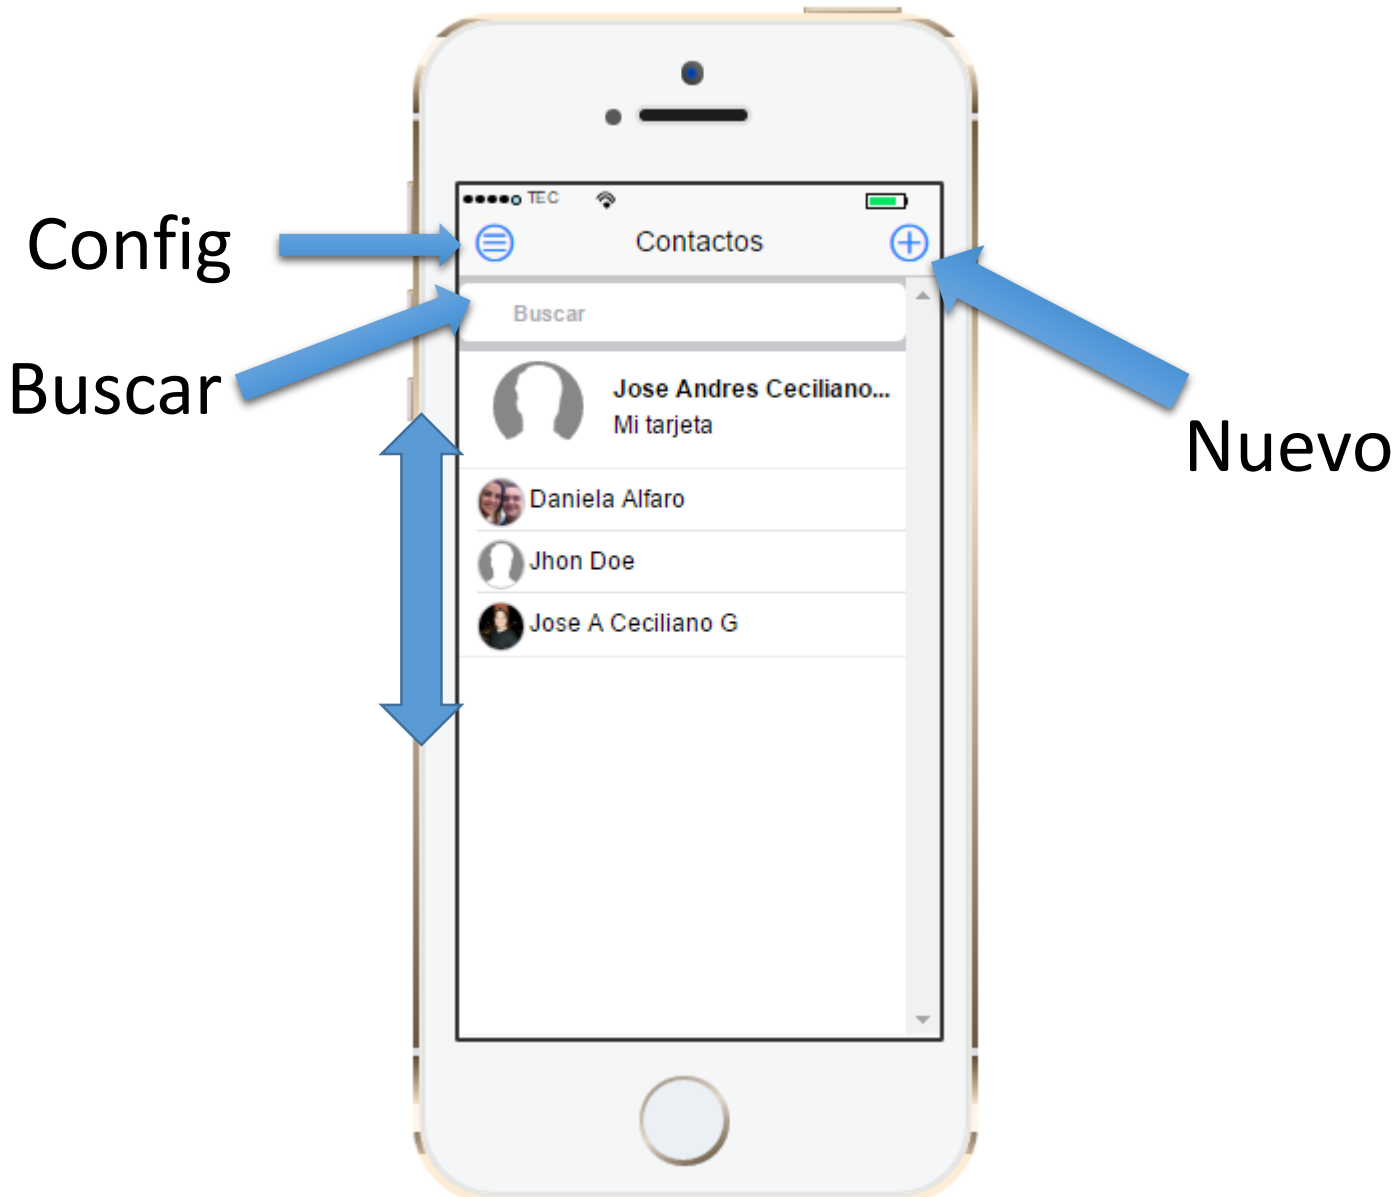 TEC
Config
Contactos
Buscar
Buscar
Jose Andres Ceciliano...
Mi tarjeta
Nuevo
Daniela Alfaro
Jhon Doe
Jose A Ceciliano G